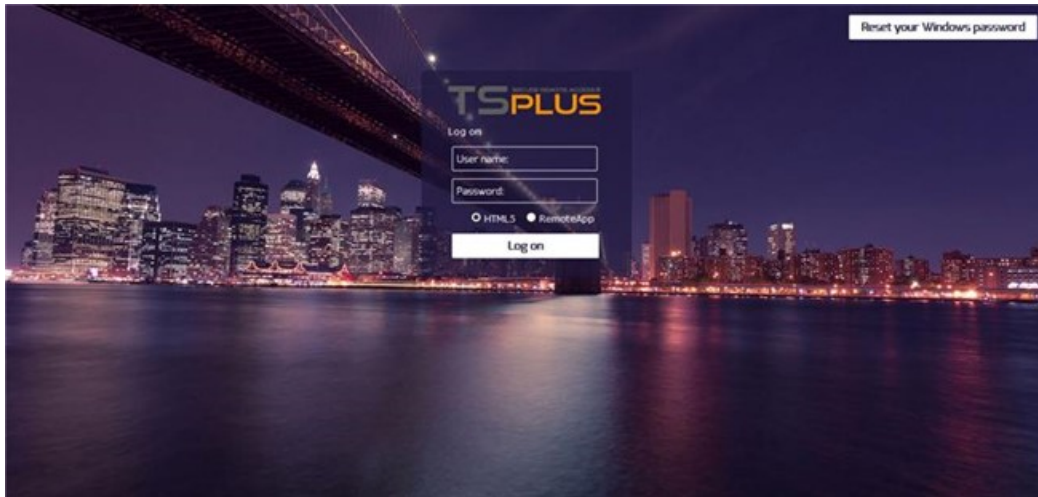 Reset your Windows password
TSPLUS
Log on
User name:
Password:
HTML5 RemoteApp
Log on